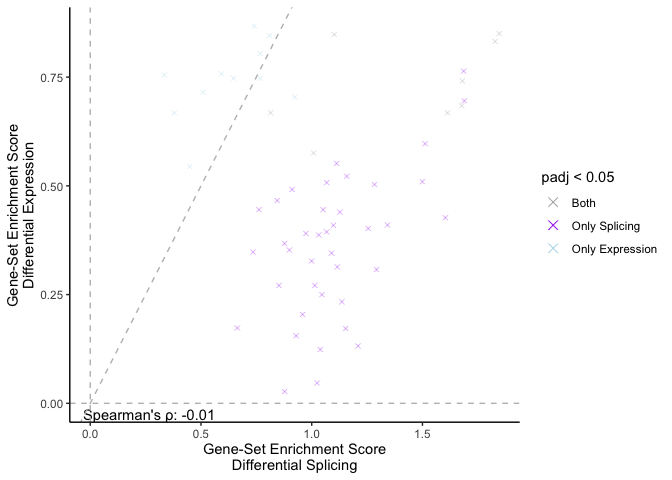 Gene-Set Enrichment Score
Differential Expression
0.75
0.50
0.25
0.00
Spearman's ρ: -0.01
0.0
0.5
1.0
1.5
Gene-Set Enrichment Score
Differential Splicing
padj < 0.05
Both
Only Splicing
Only Expression